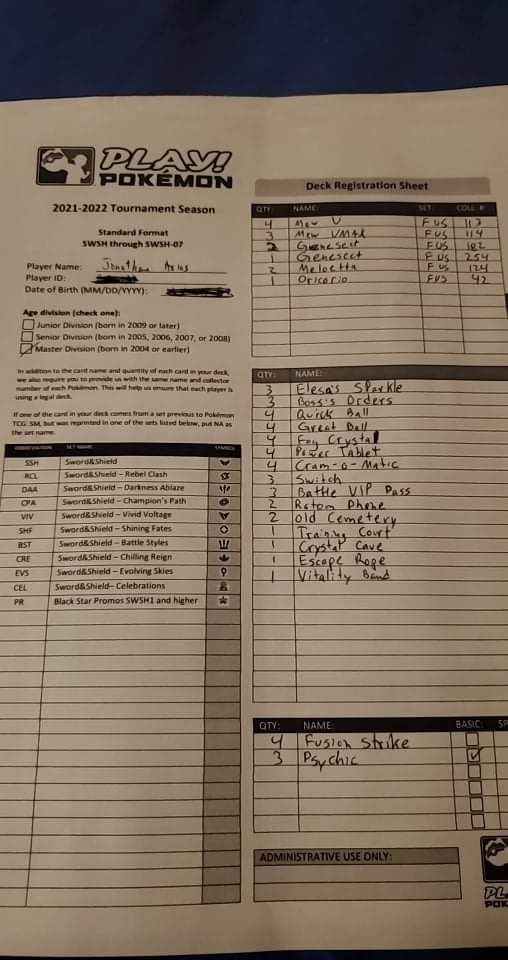 PLAY!
POKÉMON
2021-2022 Tournament Season
Standard Format
SWSH through SWSH-07
Player Name: Jonathan
Player ID:
Date of Birth (MM/DD/YYYY):
Age division (check one):
Junior Division (born in 2009 or later)
Senior Division (born in 2005, 2006, 2007, or 2008)
Master Division (born in 2004 or earlier)
In addition to the card name and quantity of each card in your deck,
we also require you to provide us with the same name and collector
number of each Pokémon. This will help us ensure that each player is
using a legal deck.
If one of the card in your deck comes from a set previous to Pokémon
TCG: SM, but was reprinted in one of the sets listed below, put NA as
the set name.
ABBREVIATION SET NAME SYMBOL
SSH Sword&Shield
RCL Sword&Shield – Rebel Clash
DAA Sword&Shield – Darkness Ablaze
CPA Sword&Shield – Champion's Path
VIV Sword&Shield – Vivid Voltage
SHF Sword&Shield – Shining Fates
BST Sword&Shield – Battle Styles
CRE Sword&Shield – Chilling Reign
EVS Sword&Shield – Evolving Skies
CEL Sword&Shield– Celebrations
PR Black Star Promos SWSH1 and higher
Deck Registration Sheet
QTY: NAME: SET COLL. #
4 Mew V FUS 113
3 Mew VMAX FUS 114
2 Genesect FUS 182
1 Genesect FUS 254
2 Meloetta FUS 124
1 Oricorio FUS 42
QTY: NAME:
3 Elesa's Sparkle
3 Boss's Orders
4 Quick Ball
4 Great Ball
4 Fog Crystal
4 Power Tablet
4 Cram-o-Matic
3 Switch
3 Battle VIP Pass
2 Rotom Phone
2 Old Cemetery
1 Training Court
1 Crystal Cave
1 Escape Rope
1 Vitality Band
QTY: NAME: BASIC: SP
4 Fusion Strike
3 Psychic
ADMINISTRATIVE USE ONLY:
PL
POK